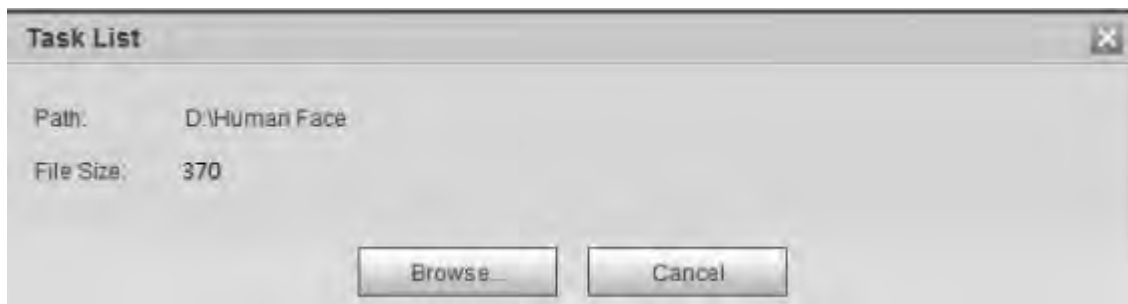 Task List
Path: D:\Human Face
File Size: 370
Browse... Cancel